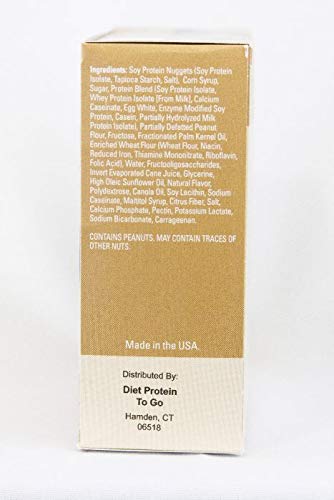 Ingredients: Soy Protein Nuggets (Soy Protein
Isolate, Tapioca Starch, Salt), Corn Syrup,
Sugar, Protein Blend (Soy Protein Isolate,
Whey Protein Isolate [From Milk], Calcium
Caseinate, Egg White, Enzyme Modified Soy
Protein, Casein, Partially Hydrolyzed Milk
Protein Isolate), Partially Defatted Peanut
Flour, Fructose, Fractionated Palm Kernel Oil,
Enriched Wheat Flour (Wheat Flour, Niacin,
Reduced Iron, Thiamine Mononitrate, Riboflavin,
Folic Acid), Water, Fructooligosaccharides,
Invert Evaporated Cane Juice, Glycerine,
High Oleic Sunflower Oil, Natural Flavor,
Polydextrose, Canola Oil, Soy Lecithin, Sodium
Caseinate, Maltitol Syrup, Citrus Fiber, Salt,
Calcium Phosphate, Pectin, Potassium Lactate,
Sodium Bicarbonate, Carrageenan.
CONTAINS PEANUTS. MAY CONTAIN TRACES
OF OTHER NUTS.
Made in the USA.
Distributed By:
Diet Protein
To Go
Hamden, CT
06518